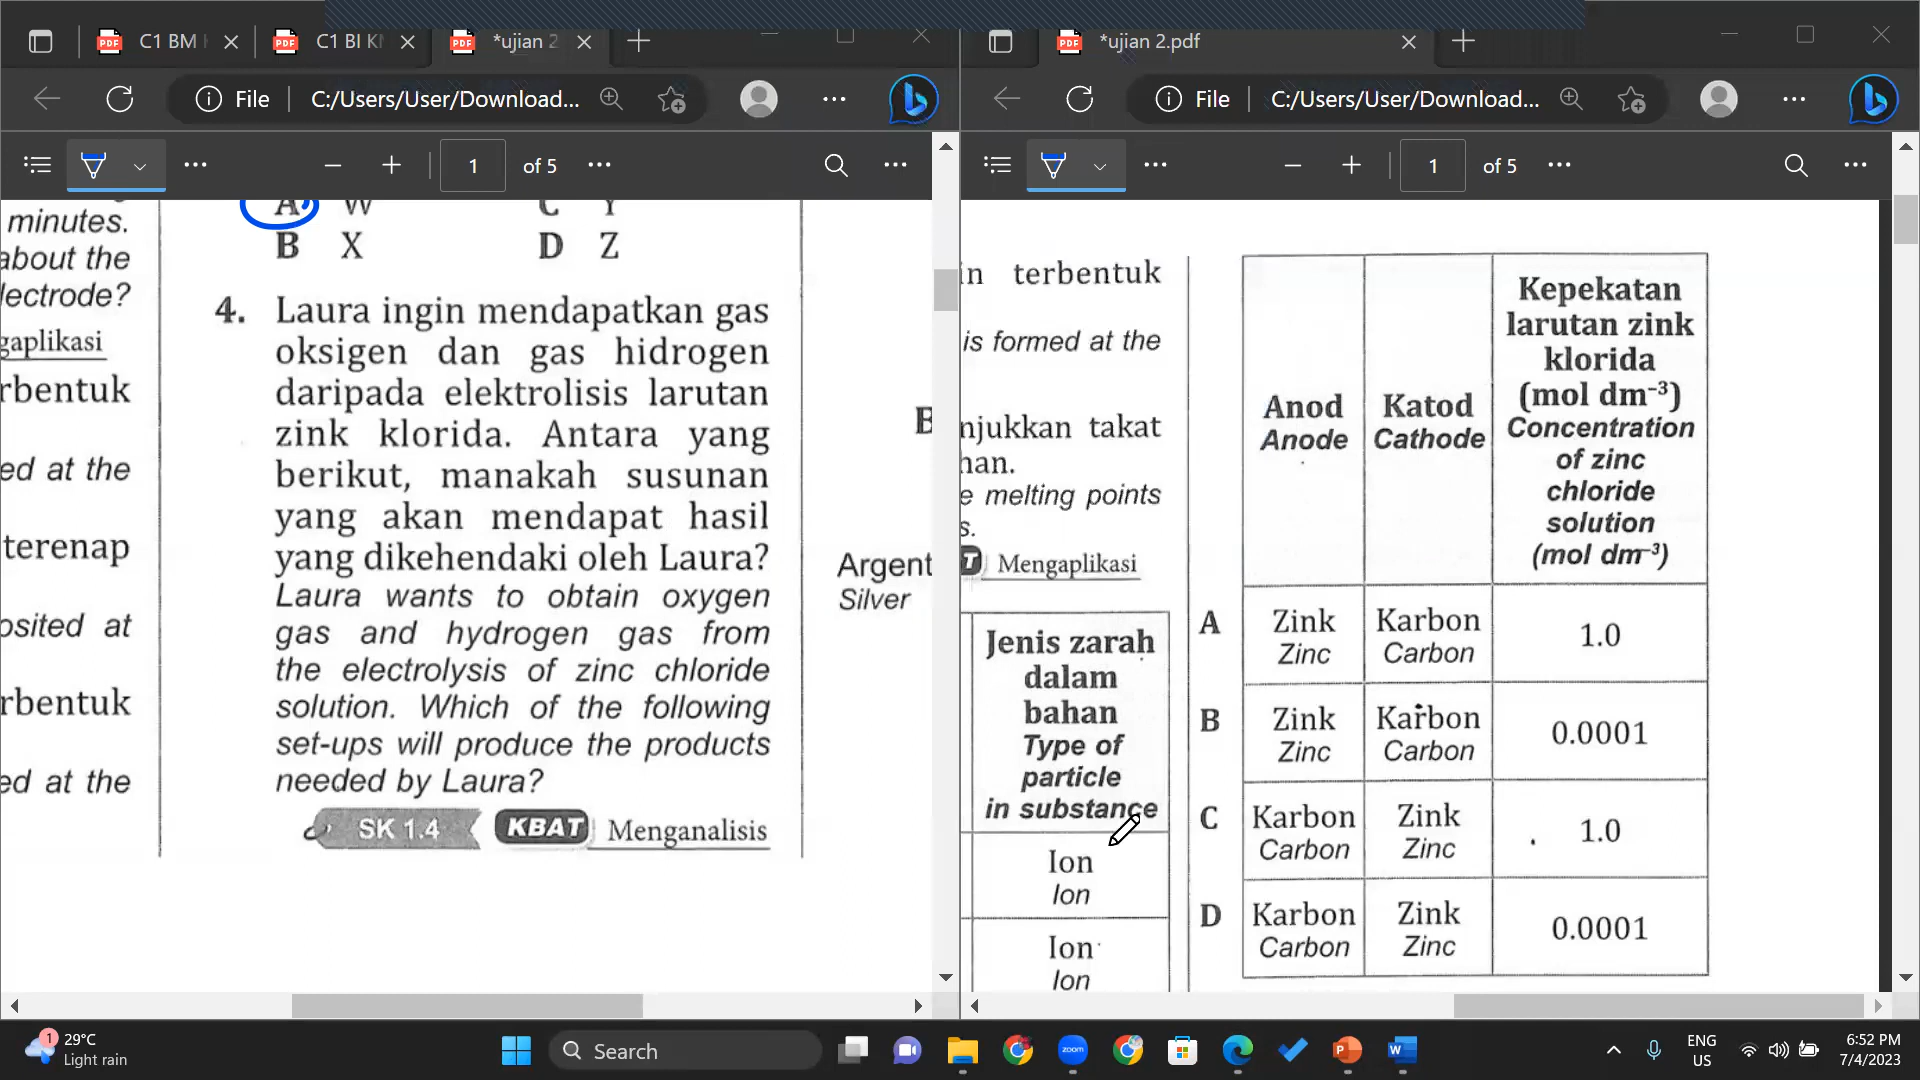 C1 BM
C1 BI KN
*ujian 2
*ujian 2.pdf
File
C:/Users/User/Download...
File
C:/Users/User/Download...
1
of 5
1
of 5
minutes.
about the
lectrode?
gaplikasi
rbentuk
ed at the
terenap
osited at
rbentuk
ed at the
A W
C Y
B X
D Z
4. Laura ingin mendapatkan gas
oksigen dan gas hidrogen
daripada elektrolisis larutan
zink klorida. Antara yang
berikut, manakah susunan
yang akan mendapat hasil
yang dikehendaki oleh Laura?
Laura wants to obtain oxygen
gas and hydrogen gas from
the electrolysis of zinc chloride
solution. Which of the following
set-ups will produce the products
needed by Laura?
SK 1.4 KBAT Menganalisis
B
Argent
Silver
in terbentuk
is formed at the
njukkan takat
han.
e melting points
s.
T Mengaplikasi
Jenis zarah
dalam
bahan
Type of
particle
in substance
Ion
Ion
Ion
Ion
Anod
Anode
Katod
Cathode
Kepekatan
larutan zink
klorida
(mol dm⁻³)
Concentration
of zinc
chloride
solution
(mol dm⁻³)
A Zink Karbon 1.0
Zinc Carbon
B Zink Karbon 0.0001
Zinc Carbon
C Karbon Zink 1.0
Carbon Zinc
D Karbon Zink 0.0001
Carbon Zinc
1
29°C
Light rain
Search
zoom
ENG
US
6:52 PM
7/4/2023